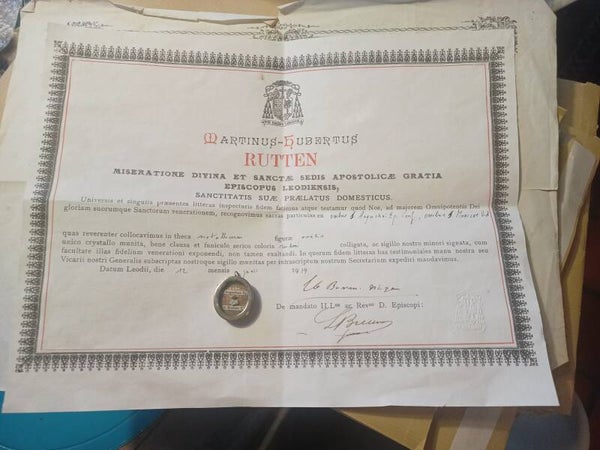 MARTINUS-HUBERTUS
RUTTEN
MISERATIONE DIVINA ET SANCTÆ SEDIS APOSTOLICÆ GRATIA
EPISCOPUS LEODIENSIS,
SANCTITATIS SUÆ PRÆLATUS DOMESTICUS.
Universis et singulis præsentes litteras inspecturis fidem facimus atque testamur quod Nos, ad majorem Omnipotentis Dei
gloriam suorumque Sanctorum venerationem, recognovimus sacras particulas ex
quas reverenter collocavimus in theca figuræ
unico crystallo munita, bene clausa et funiculo serico coloris colligata, ac sigillo nostro minori signata, cum
facultate illas fidelium venerationi exponendi, non tamen exaltandi. In quorum fidem litteras has testimoniales manu nostra seu
Vicarii nostri Generalis subscriptas nostroque sigillo munitas per infrascriptum nostrum Secretarium expediri mandavimus.
Datum Leodii, die 12 mensis 19
De mandato ILLmi ac Revmi D. Episcopi: